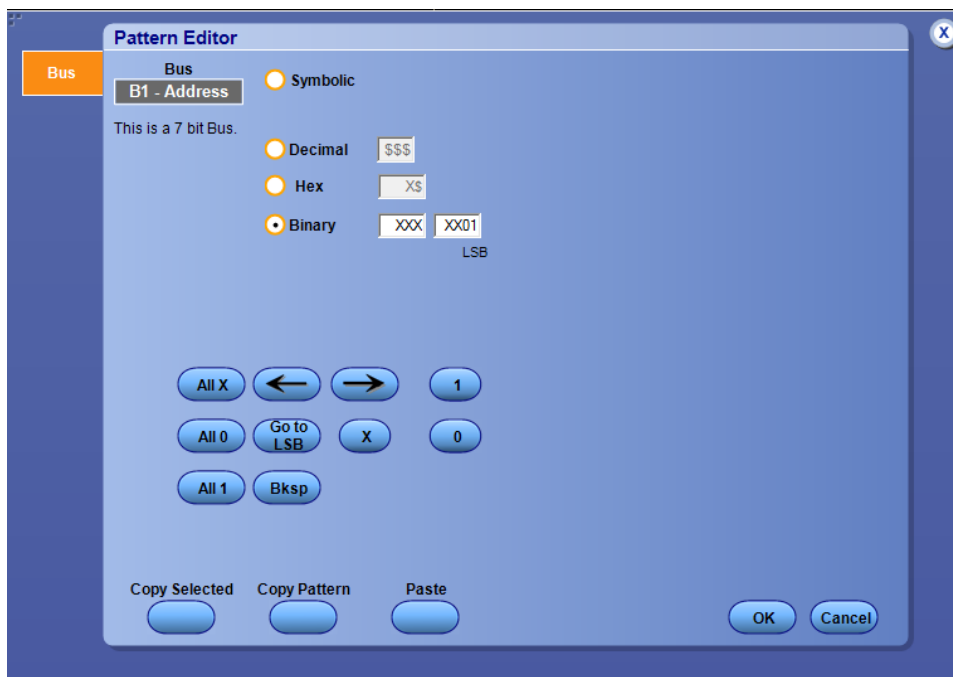 Pattern Editor
X
Bus
Bus
B1 - Address
This is a 7 bit Bus.
Symbolic
Decimal $$$
Hex X$
Binary XXX XX01
LSB
All X 1
All 0 Go to LSB X 0
All 1 Bksp
Copy Selected Copy Pattern Paste
OK Cancel